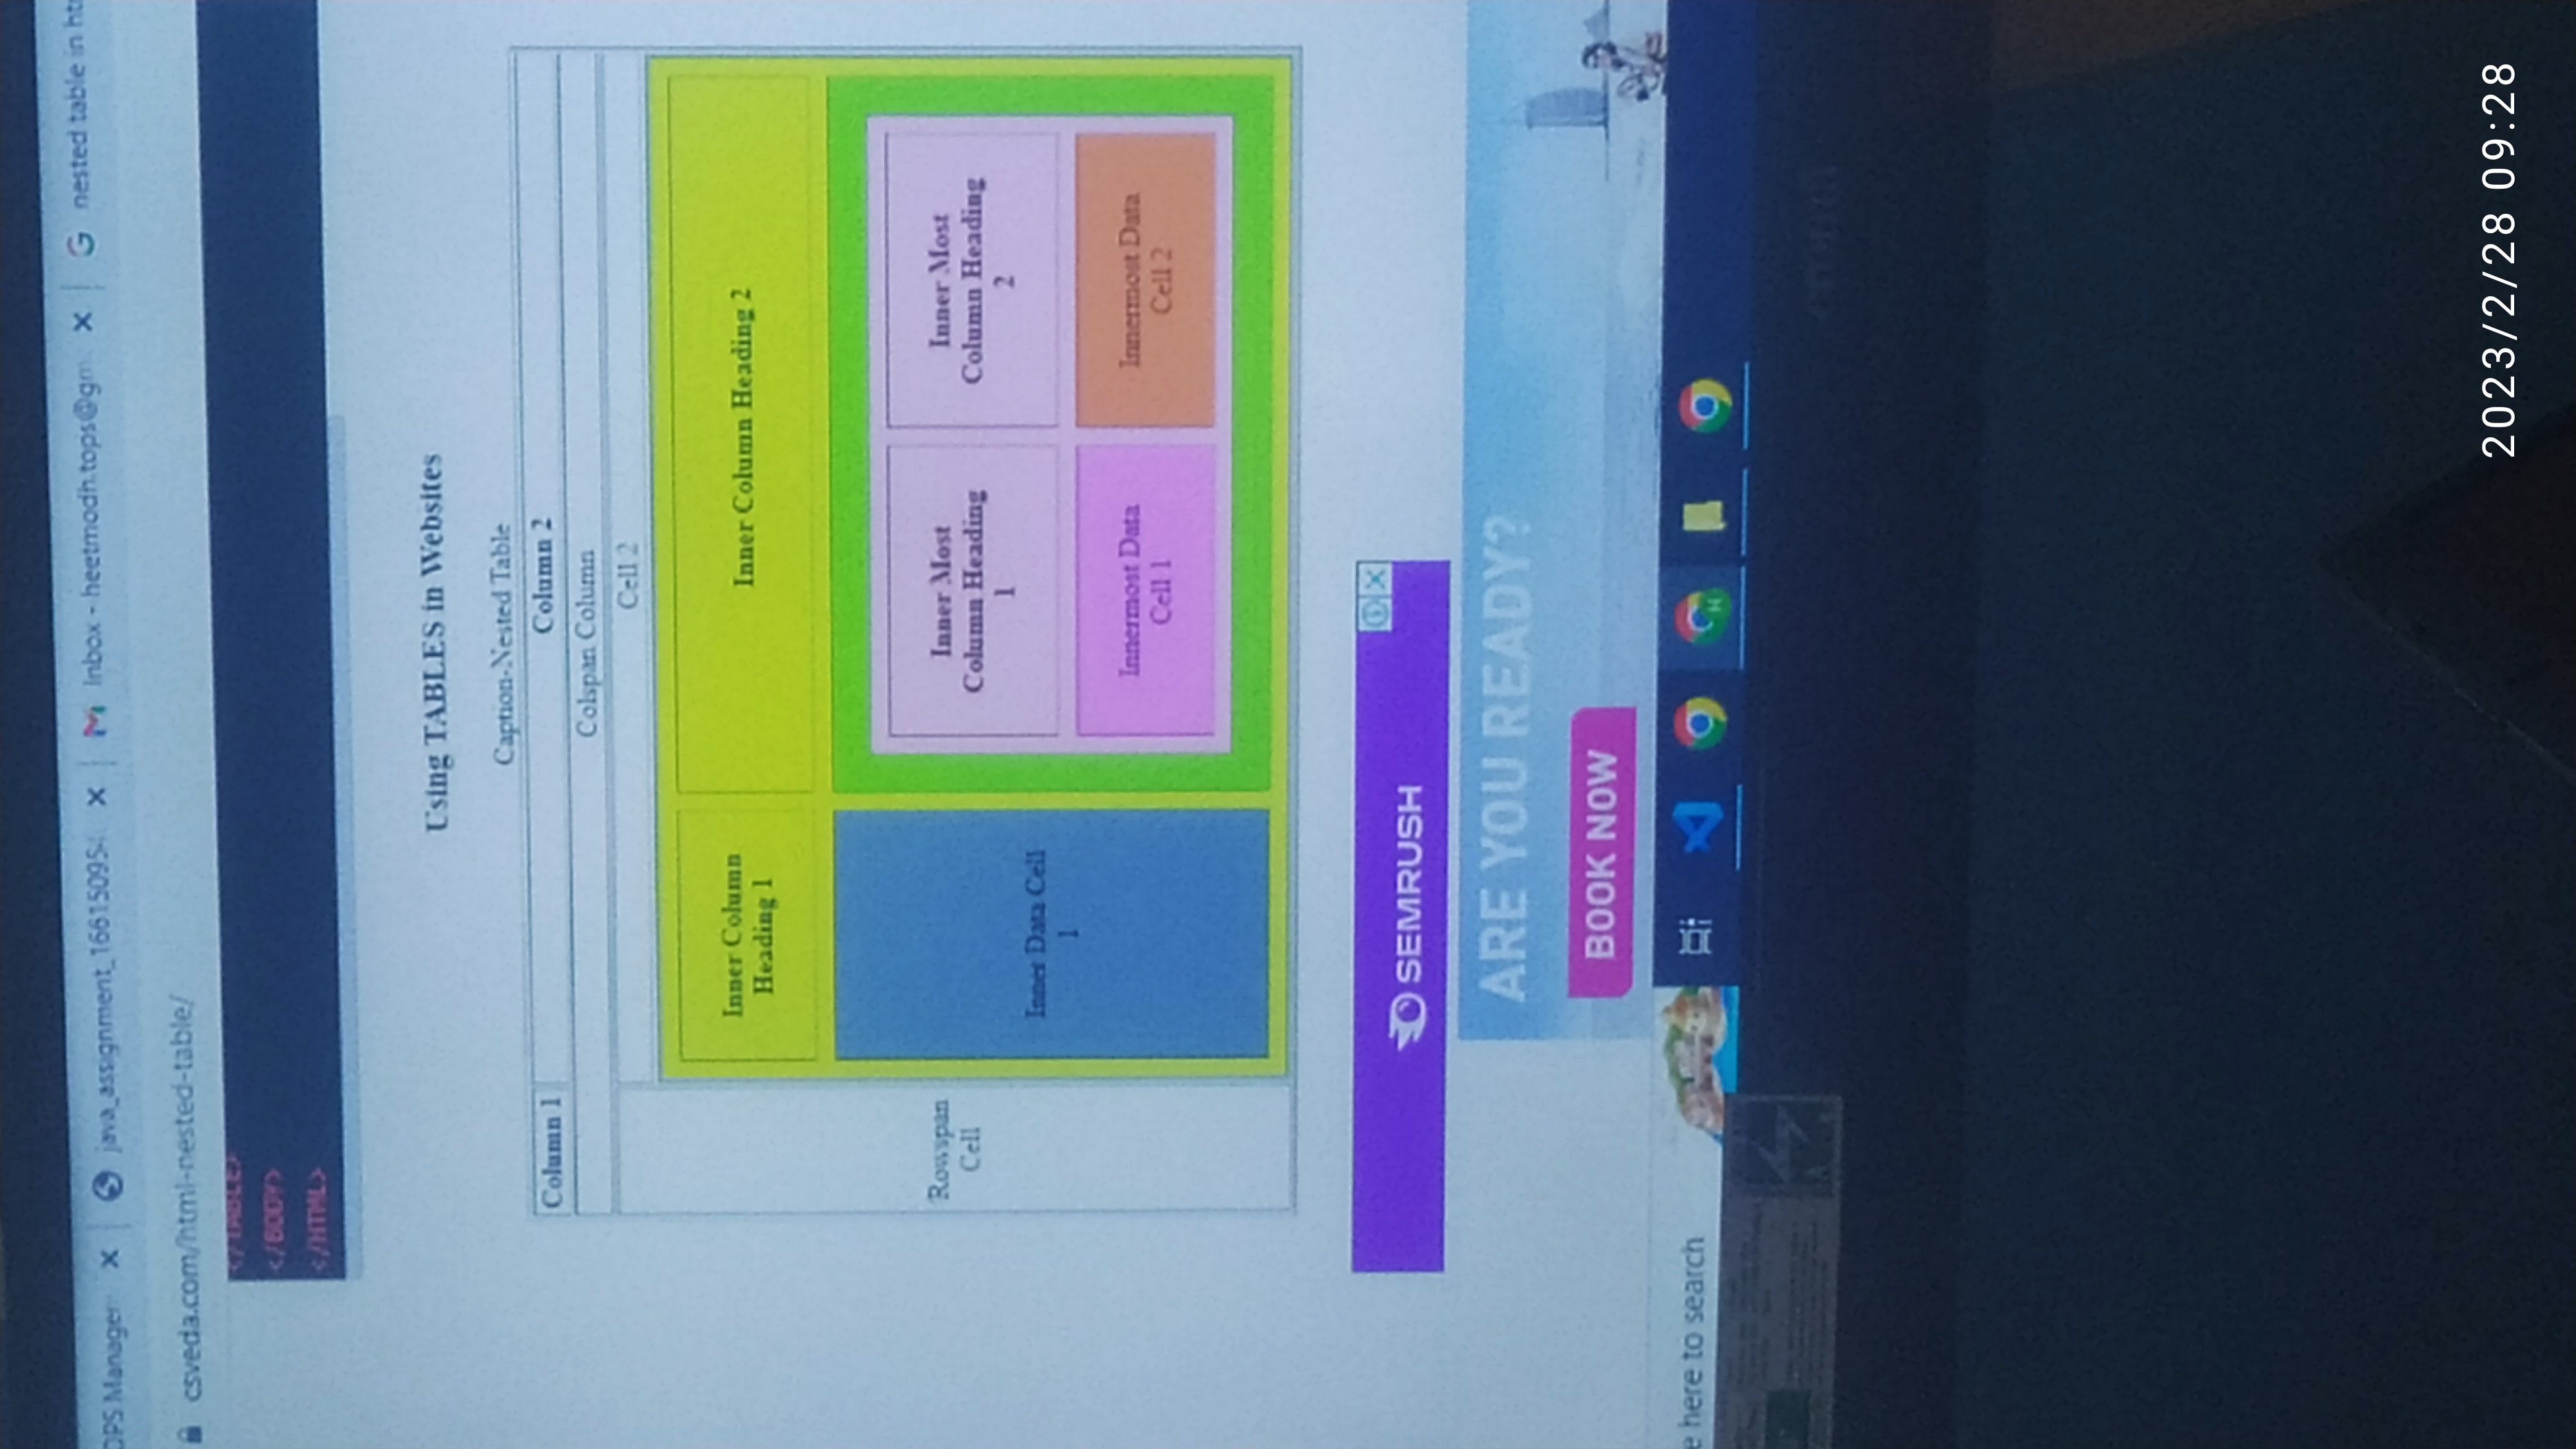 OPS Managem
java_assignment_166150954
Inbox - heetmodh.tops@gm
nested table in ht
csveda.com/html-nested-table/
</TABLE>
</BODY>
</HTML>
Using TABLES in Websites
Caption-Nested Table
Column 1
Column 2
Colspan Column
Cell 2
Inner Column
Heading 1
Inner Column Heading 2
Rowspan
Cell
Inner Data Cell
1
Inner Most
Column Heading
1
Inner Most
Column Heading
2
Innermost Data
Cell 1
Innermost Data
Cell 2
SEMRUSH
ARE YOU READY?
BOOK NOW
e here to search
H
2023/2/28 09:28